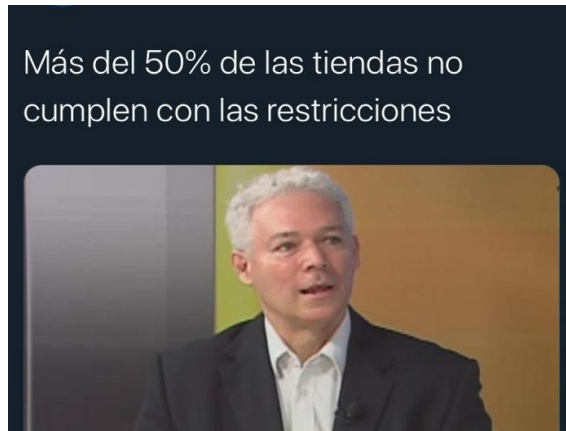 Más del 50% de las tiendas no
cumplen con las restricciones